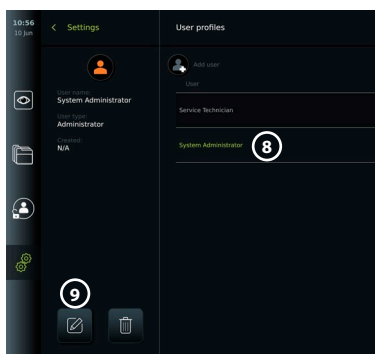 10:56
10 Jun
Settings
User profiles
Add user
User
User name:
System Administrator
User type:
Administrator
Created:
N/A
Service Technician
System Administrator
8
9